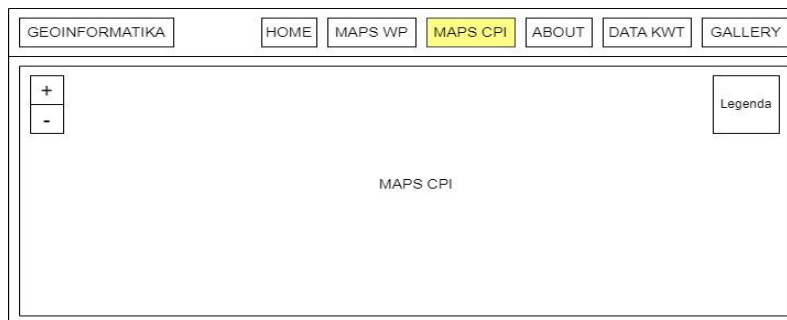 GEOINFORMATIKA HOME MAPS WP MAPS CPI ABOUT DATA KWT GALLERY
+
-
Legenda
MAPS CPI